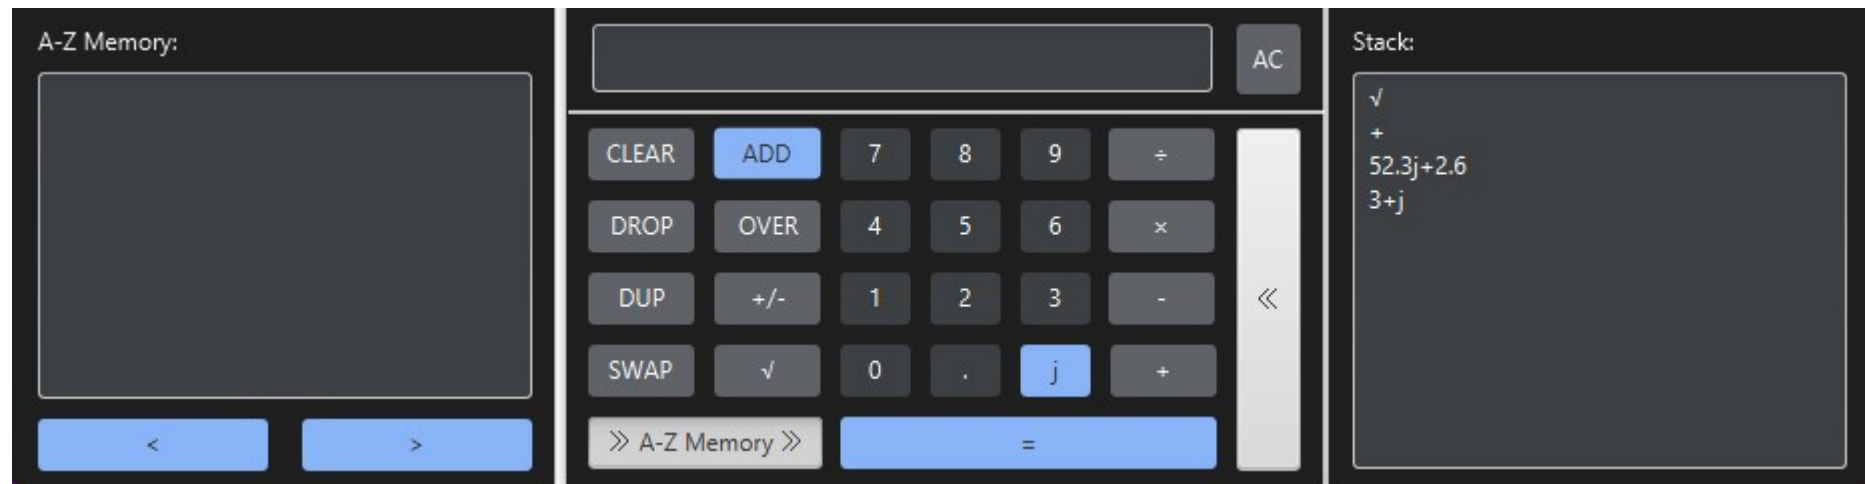 A-Z Memory:
<
>
AC
CLEAR ADD 7 8 9 ÷
DROP OVER 4 5 6 ×
DUP +/- 1 2 3 -
SWAP √ 0 . j +
» A-Z Memory » =
«
Stack:
√
+
52.3j+2.6
3+j